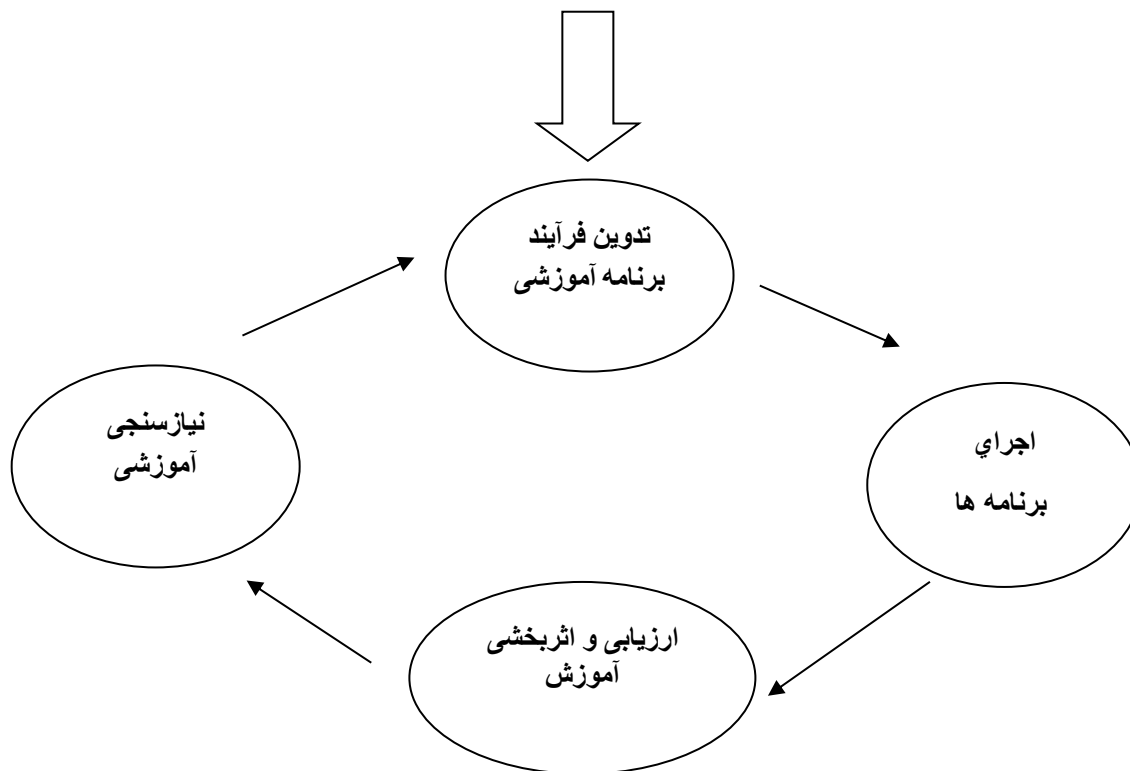 تدوین فرآیند
برنامه آموزشی
نیازسنجی
آموزشی
اجراي
برنامه ها
ارزیابی و اثربخشی
آموزش